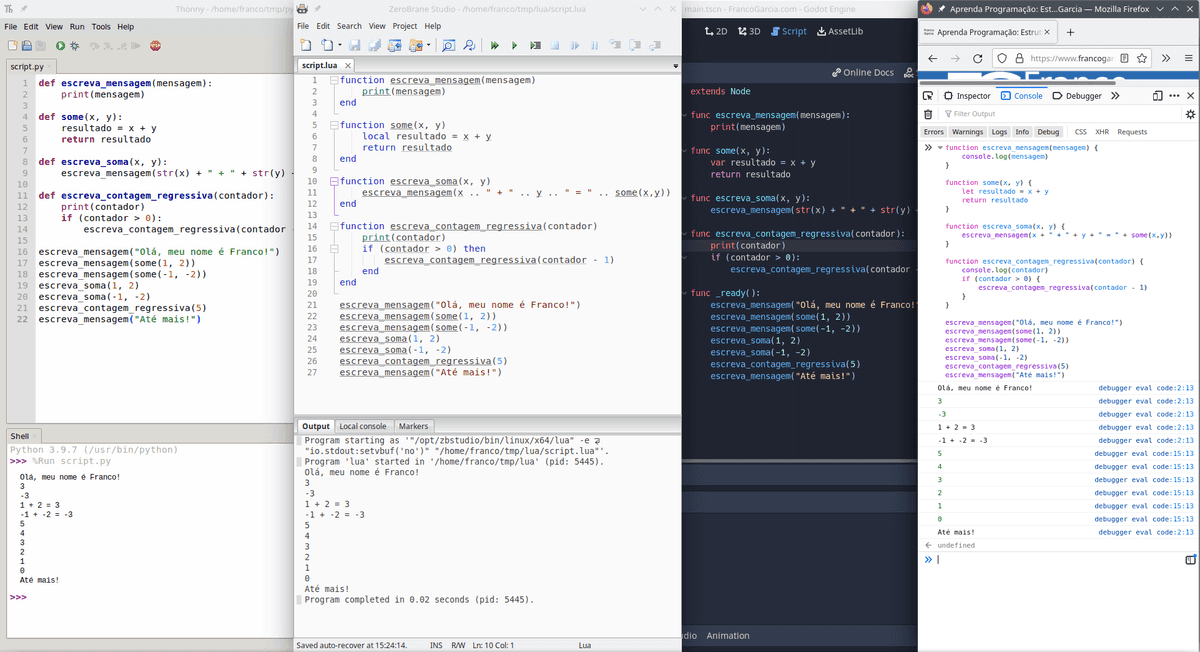 Thonny - /home/franco/tmp/py
File Edit View Run Tools Help
script.py
1 def escreva_mensagem(mensagem):
2 print(mensagem)
3
4 def some(x, y):
5 resultado = x + y
6 return resultado
7
8 def escreva_soma(x, y):
9 escreva_mensagem(str(x) + " + " + str(y)
10
11 def escreva_contagem_regressiva(contador):
12 print(contador)
13 if (contador > 0):
14 escreva_contagem_regressiva(contador
15
16 escreva_mensagem("Olá, meu nome é Franco!")
17 escreva_mensagem(some(1, 2))
18 escreva_mensagem(some(-1, -2))
19 escreva_soma(1, 2)
20 escreva_soma(-1, -2)
21 escreva_contagem_regressiva(5)
22 escreva_mensagem("Até mais!")
Shell
Python 3.9.7 (/usr/bin/python)
>>> %Run script.py
Olá, meu nome é Franco!
3
-3
1 + 2 = 3
-1 + -2 = -3
5
4
3
2
1
0
Até mais!
>>>
ZeroBrane Studio - /home/franco/tmp/lua/script.lua
File Edit Search View Project Help
script.lua
1 function escreva_mensagem(mensagem)
2 print(mensagem)
3 end
4
5 function some(x, y)
6 local resultado = x + y
7 return resultado
8 end
9
10 function escreva_soma(x, y)
11 escreva_mensagem(x .. " + " .. y .. " = " .. some(x,y))
12 end
13
14 function escreva_contagem_regressiva(contador)
15 print(contador)
16 if (contador > 0) then
17 escreva_contagem_regressiva(contador - 1)
18 end
19 end
20
21 escreva_mensagem("Olá, meu nome é Franco!")
22 escreva_mensagem(some(1, 2))
23 escreva_mensagem(some(-1, -2))
24 escreva_soma(1, 2)
25 escreva_soma(-1, -2)
26 escreva_contagem_regressiva(5)
27 escreva_mensagem("Até mais!")
Output Local console Markers
Program starting as '"/opt/zbstudio/bin/linux/x64/lua" -e
"io.stdout:setvbuf('no')" "/home/franco/tmp/lua/script.lua"'.
Program 'lua' started in '/home/franco/tmp/lua' (pid: 5445).
Olá, meu nome é Franco!
3
-3
1 + 2 = 3
-1 + -2 = -3
5
4
3
2
1
0
Até mais!
Program completed in 0.02 seconds (pid: 5445).
Saved auto-recover at 15:24:14. INS R/W Ln: 10 Col: 1 Lua
main.tscn - FrancoGarcia.com - Godot Engine
2D 3D Script AssetLib
Online Docs
extends Node
func escreva_mensagem(mensagem):
print(mensagem)
func some(x, y):
var resultado = x + y
return resultado
func escreva_soma(x, y):
escreva_mensagem(str(x) + " + " + str(y)
func escreva_contagem_regressiva(contador):
print(contador)
if (contador > 0):
escreva_contagem_regressiva(contador
func _ready():
escreva_mensagem("Olá, meu nome é Franco!"
escreva_mensagem(some(1, 2))
escreva_mensagem(some(-1, -2))
escreva_soma(1, 2)
escreva_soma(-1, -2)
escreva_contagem_regressiva(5)
escreva_mensagem("Até mais!")
dio Animation
Aprenda Programação: Est...Garcia — Mozilla Firefox
Aprenda Programação: Estrut
https://www.francogar
Franco
Inspector Console Debugger
Filter Output
Errors Warnings Logs Info Debug CSS XHR Requests
function escreva_mensagem(mensagem) {
console.log(mensagem)
}
function some(x, y) {
let resultado = x + y
return resultado
}
function escreva_soma(x, y) {
escreva_mensagem(x + " + " + y + " = " + some(x,y))
}
function escreva_contagem_regressiva(contador) {
console.log(contador)
if (contador > 0) {
escreva_contagem_regressiva(contador - 1)
}
}
escreva_mensagem("Olá, meu nome é Franco!")
escreva_mensagem(some(1, 2))
escreva_mensagem(some(-1, -2))
escreva_soma(1, 2)
escreva_soma(-1, -2)
escreva_contagem_regressiva(5)
escreva_mensagem("Até mais!")
Olá, meu nome é Franco! debugger eval code:2:13
3 debugger eval code:2:13
-3 debugger eval code:2:13
1 + 2 = 3 debugger eval code:2:13
-1 + -2 = -3 debugger eval code:2:13
5 debugger eval code:15:13
4 debugger eval code:15:13
3 debugger eval code:15:13
2 debugger eval code:15:13
1 debugger eval code:15:13
0 debugger eval code:15:13
Até mais! debugger eval code:2:13
undefined